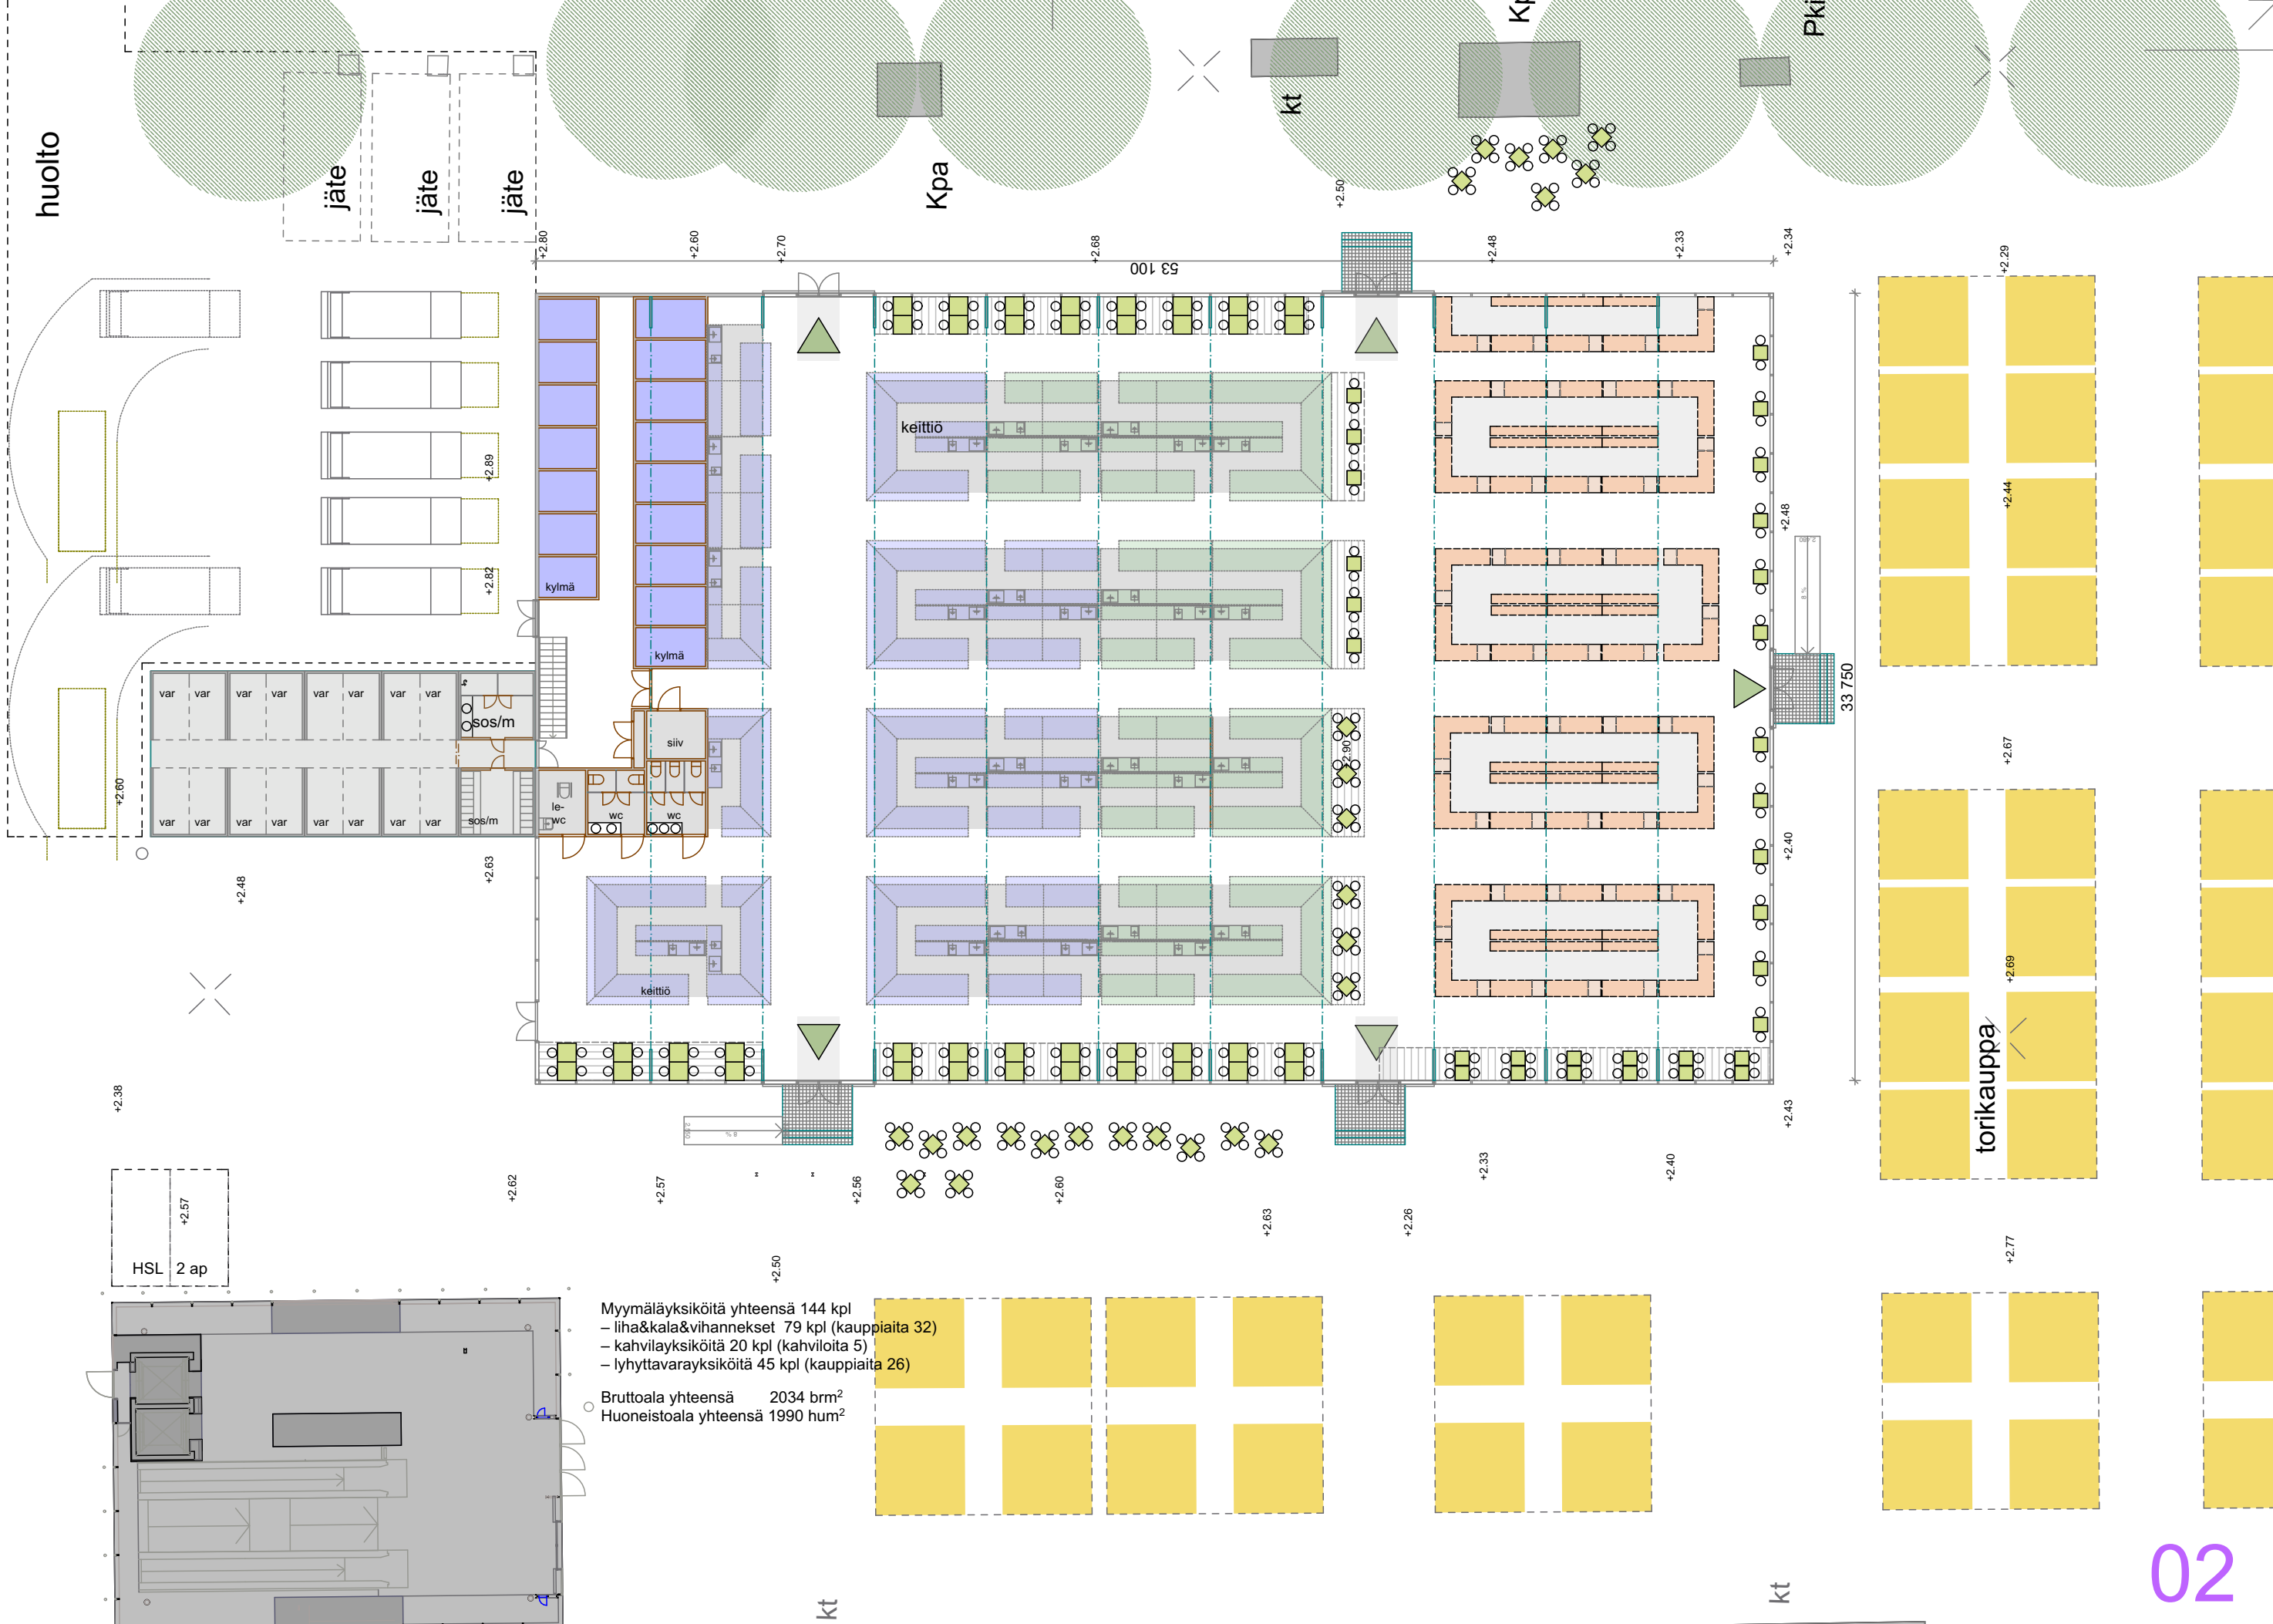 Kp
Pki
huolto
jäte
jäte
jäte
Kpa
kt
+2.50
+2.80
+2.60
+2.70
+2.68
53 100
+2.48
+2.33
+2.34
+2.29
keittiö
+2.89
+2.44
+2.48
+2.82
kylmä
8 %
kylmä
var var var var var var var var
sos/m
33 750
siiv
+2.90
+2.67
+2.60
le-
wc
wc
wc
var var var var var var var var
sos/m
+2.63
+2.48
+2.40
+2.69
keittiö
torikauppa
+2.38
+2.43
8 %
+2.62
+2.57
+2.56
+2.60
+2.33
+2.40
+2.57
+2.63
+2.26
+2.77
HSL 2 ap
+2.50
Myymäläyksiköitä yhteensä 144 kpl
– liha&kala&vihannekset 79 kpl (kauppiaita 32)
– kahvilayksiköitä 20 kpl (kahviloita 5)
– lyhyttavarayksiköitä 45 kpl (kauppiaita 26)
Bruttoala yhteensä 2034 brm²
Huoneistoala yhteensä 1990 hum²
02
kt
kt